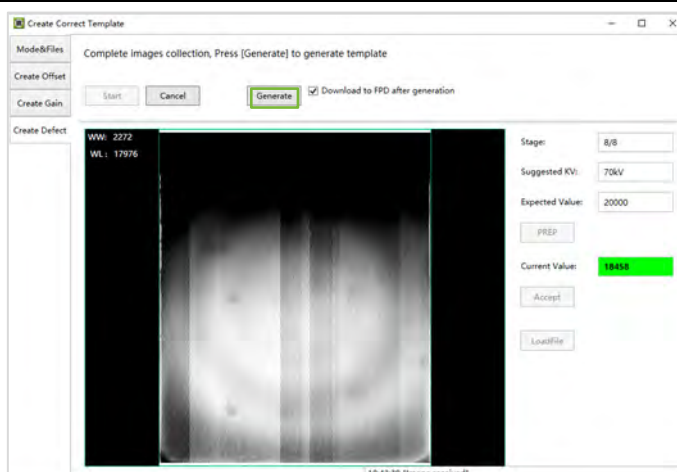 Create Correct Template
Mode&Files
Complete images collection, Press [Generate] to generate template
Create Offset
Start
Cancel
Generate
Download to FPD after generation
Create Gain
Create Defect
WW: 2272
WL: 17976
Stage:
8/8
Suggested KV:
70kV
Expected Value:
20000
PREP
Current Value:
18458
Accept
LoadFile